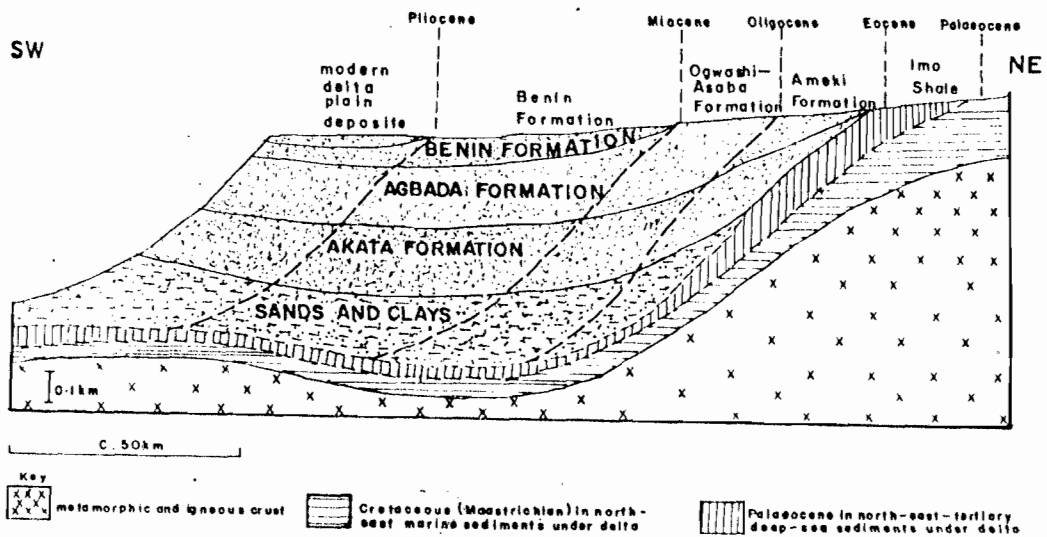 Pliocene
Miocene
Oligocene
Eocene
Palaeocene
SW
NE
modern
delta
plain
deposite
Benin
Formation
Ogwashi-
Asaba
Formation
Ameki
Formation
Imo
Shale
BENIN FORMATION
AGBADA FORMATION
AKATA FORMATION
SANDS AND CLAYS
0.1km
C. 50km
Key
metamorphic and igneous crust
Cretaceous (Maastrichian) in north-
east marine sediments under delta
Palaeocene in north-east-tertiary
deep-sea sediments under delta